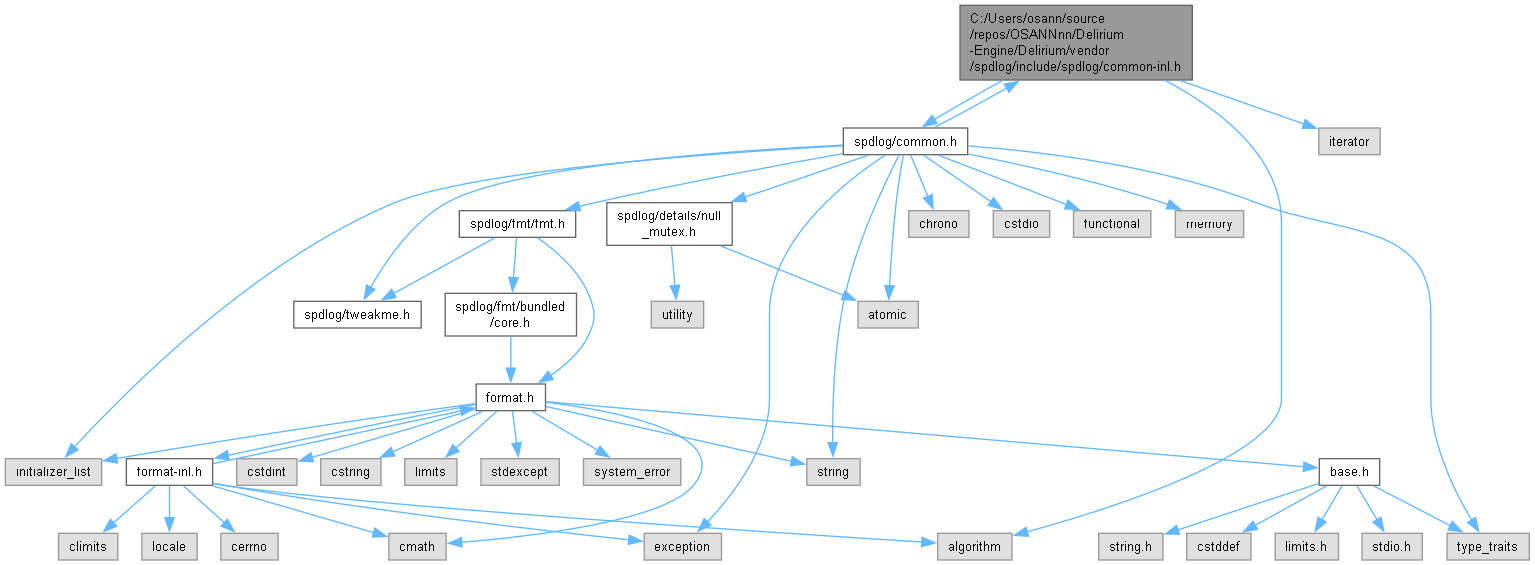 C:/Users/osann/source
/repos/OSANNnn/Delirium
-Engine/Delirium/vendor
/spdlog/include/spdlog/common-inl.h
spdlog/common.h
iterator
spdlog/fmt/fmt.h
spdlog/details/null
_mutex.h
chrono
cstdio
functional
memory
spdlog/tweakme.h
spdlog/fmt/bundled
/core.h
utility
atomic
format.h
initializer_list
format-inl.h
cstdint
cstring
limits
stdexcept
system_error
string
base.h
climits
locale
cerrno
cmath
exception
algorithm
string.h
cstddef
limits.h
stdio.h
type_traits